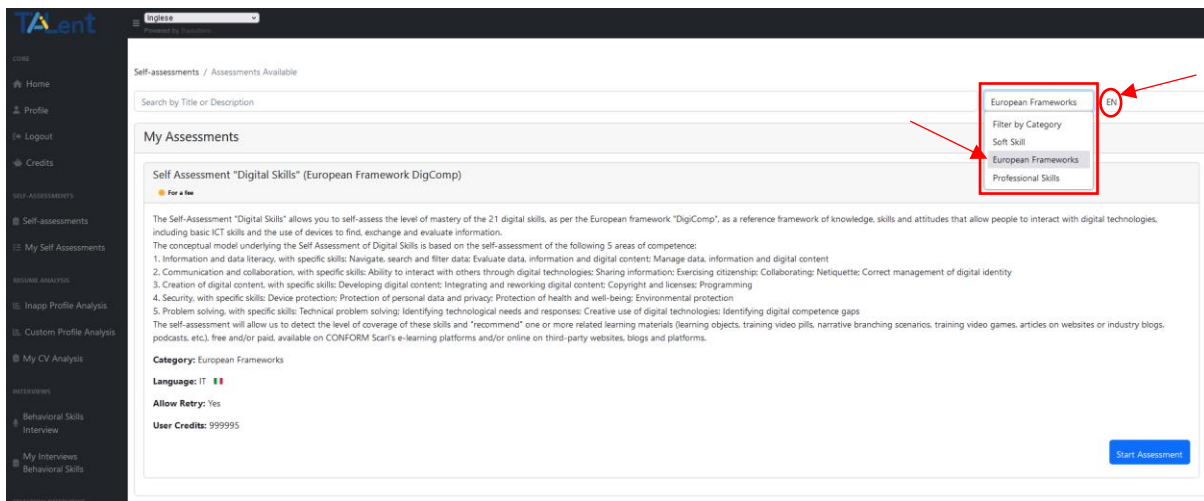 TALent
Inglese
Powered by
CORE
Home
Profile
Logout
Credits
SELF-ASSESSMENTS
Self-assessments
My Self Assessments
RESUME ANALYSIS
Inapp Profile Analysis
Custom Profile Analysis
My CV Analysis
INTERVIEWS
Behavioral Skills
Interview
My Interviews
Behavioral Skills
Self-assessments / Assessments Available
Search by Title or Description
European Frameworks
EN
Filter by Category
Soft Skill
European Frameworks
Professional Skills
My Assessments
Self Assessment "Digital Skills" (European Framework DigComp)
For a fee
The Self-Assessment "Digital Skills" allows you to self-assess the level of mastery of the 21 digital skills, as per the European framework "DigiComp", as a reference framework of knowledge, skills and attitudes that allow people to interact with digital technologies,
including basic ICT skills and the use of devices to find, exchange and evaluate information.
The conceptual model underlying the Self Assessment of Digital Skills is based on the self-assessment of the following 5 areas of competence:
1. Information and data literacy, with specific skills: Navigate, search and filter data; Evaluate data, information and digital content; Manage data, information and digital content
2. Communication and collaboration, with specific skills: Ability to interact with others through digital technologies; Sharing information; Exercising citizenship; Collaborating; Netiquette; Correct management of digital identity
3. Creation of digital content, with specific skills: Developing digital content; Integrating and reworking digital content; Copyright and licenses; Programming
4. Security, with specific skills: Device protection; Protection of personal data and privacy; Protection of health and well-being; Environmental protection
5. Problem solving, with specific skills: Technical problem solving; Identifying technological needs and responses; Creative use of digital technologies; Identifying digital competence gaps
The self-assessment will allow us to detect the level of coverage of these skills and "recommend" one or more related learning materials (learning objects, training video pills, narrative branching scenarios, training video games, articles on websites or industry blogs,
podcasts, etc.), free and/or paid, available on CONFORM Scarl's e-learning platforms and/or online on third-party websites, blogs and platforms.
Category: European Frameworks
Language: IT
Allow Retry: Yes
User Credits: 999995
Start Assessment